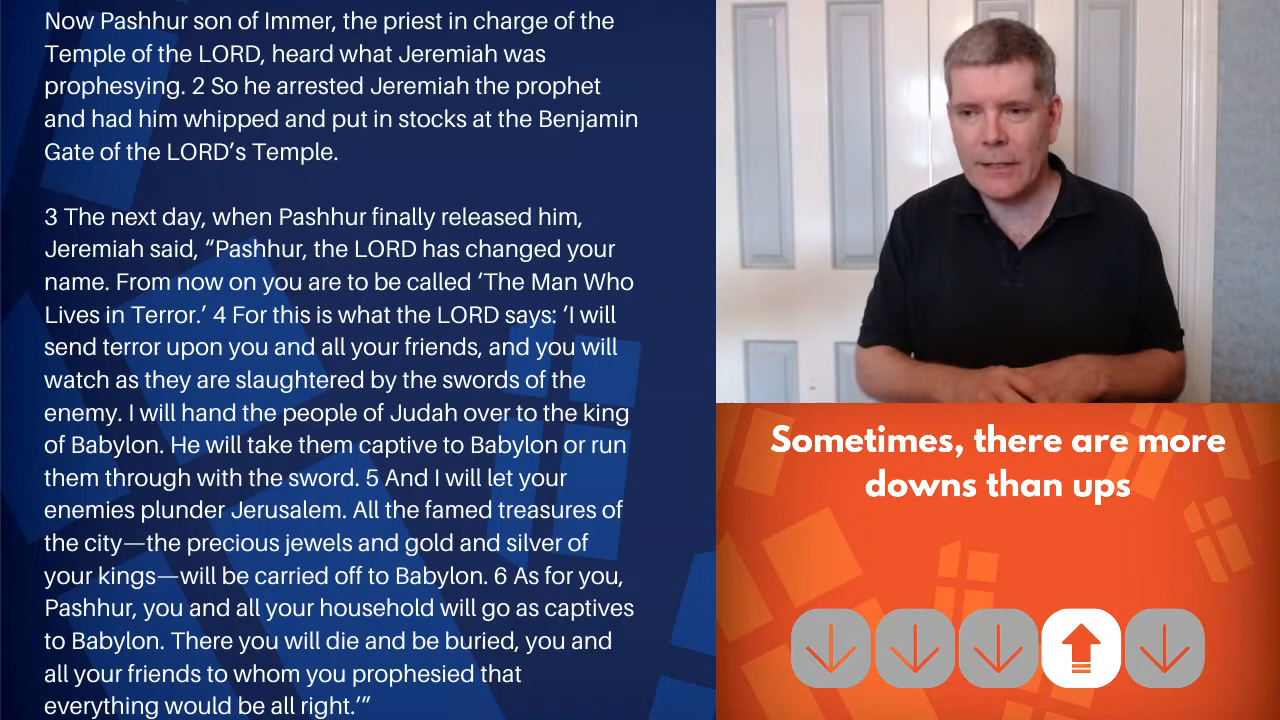 Now Pashhur son of Immer, the priest in charge of the
Temple of the LORD, heard what Jeremiah was
prophesying. 2 So he arrested Jeremiah the prophet
and had him whipped and put in stocks at the Benjamin
Gate of the LORD’s Temple.
3 The next day, when Pashhur finally released him,
Jeremiah said, “Pashhur, the LORD has changed your
name. From now on you are to be called ‘The Man Who
Lives in Terror.’ 4 For this is what the LORD says: ‘I will
send terror upon you and all your friends, and you will
watch as they are slaughtered by the swords of the
enemy. I will hand the people of Judah over to the king
of Babylon. He will take them captive to Babylon or run
them through with the sword. 5 And I will let your
enemies plunder Jerusalem. All the famed treasures of
the city—the precious jewels and gold and silver of
your kings—will be carried off to Babylon. 6 As for you,
Pashhur, you and all your household will go as captives
to Babylon. There you will die and be buried, you and
all your friends to whom you prophesied that
everything would be all right.’”
Sometimes, there are more
downs than ups